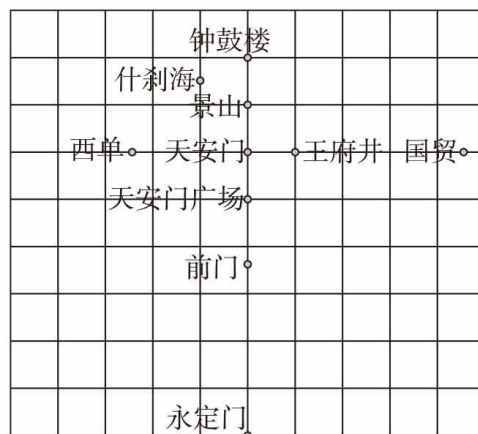 钟鼓楼
什刹海
景山
西单 天安门 王府井 国贸
天安门广场
前门
永定门